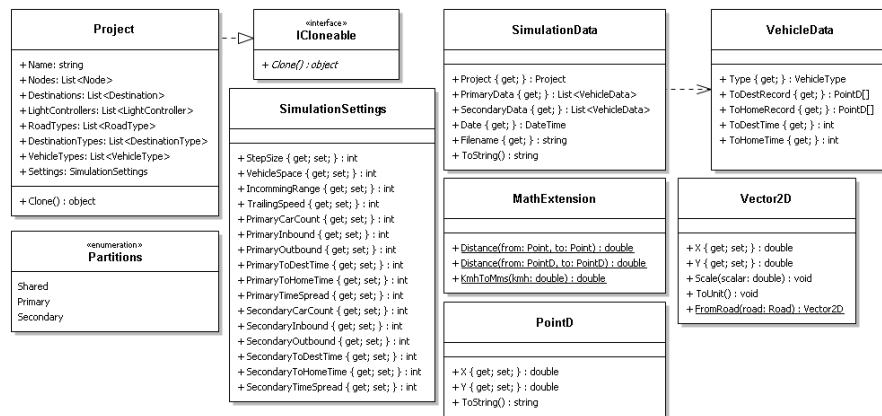 Project
+ Name: string
+ Nodes: List<Node>
+ Destinations: List<Destination>
+ LightControllers: List<LightController>
+ RoadTypes: List<RoadType>
+ DestinationTypes: List<DestinationType>
+ VehicleTypes: List<VehicleType>
+ Settings: SimulationSettings
+ Clone() : object
«interface»
ICloneable
+ Clone() : object
SimulationData
+ Project { get; } : Project
+ PrimaryData { get; } : List<VehicleData>
+ SecondaryData { get; } : List<VehicleData>
+ Date { get; } : DateTime
+ Filename { get; } : string
+ ToString() : string
VehicleData
+ Type { get; } : VehicleType
+ ToDestRecord { get; } : PointD[]
+ ToHomeRecord { get; } : PointD[]
+ ToDestTime { get; } : int
+ ToHomeTime { get; } : int
SimulationSettings
+ StepSize { get; set; } : int
+ VehicleSpace { get; set; } : int
+ IncommingRange { get; set; } : int
+ TrailingSpeed { get; set; } : int
+ PrimaryCarCount { get; set; } : int
+ PrimaryInbound { get; set; } : int
+ PrimaryOutbound { get; set; } : int
+ PrimaryToDestTime { get; set; } : int
+ PrimaryToHomeTime { get; set; } : int
+ PrimaryTimeSpread { get; set; } : int
+ SecondaryCarCount { get; set; } : int
+ SecondaryInbound { get; set; } : int
+ SecondaryOutbound { get; set; } : int
+ SecondaryToDestTime { get; set; } : int
+ SecondaryToHomeTime { get; set; } : int
+ SecondaryTimeSpread { get; set; } : int
«enumeration»
Partitions
Shared
Primary
Secondary
MathExtension
+ Distance(from: Point, to: Point) : double
+ Distance(from: PointD, to: PointD) : double
+ KmhToMms(kmh: double) : double
Vector2D
+ X { get; set; } : double
+ Y { get; set; } : double
+ Scale(scalar: double) : void
+ ToUnit() : void
+ FromRoad(road: Road) : Vector2D
PointD
+ X { get; set; } : double
+ Y { get; set; } : double
+ ToString() : string